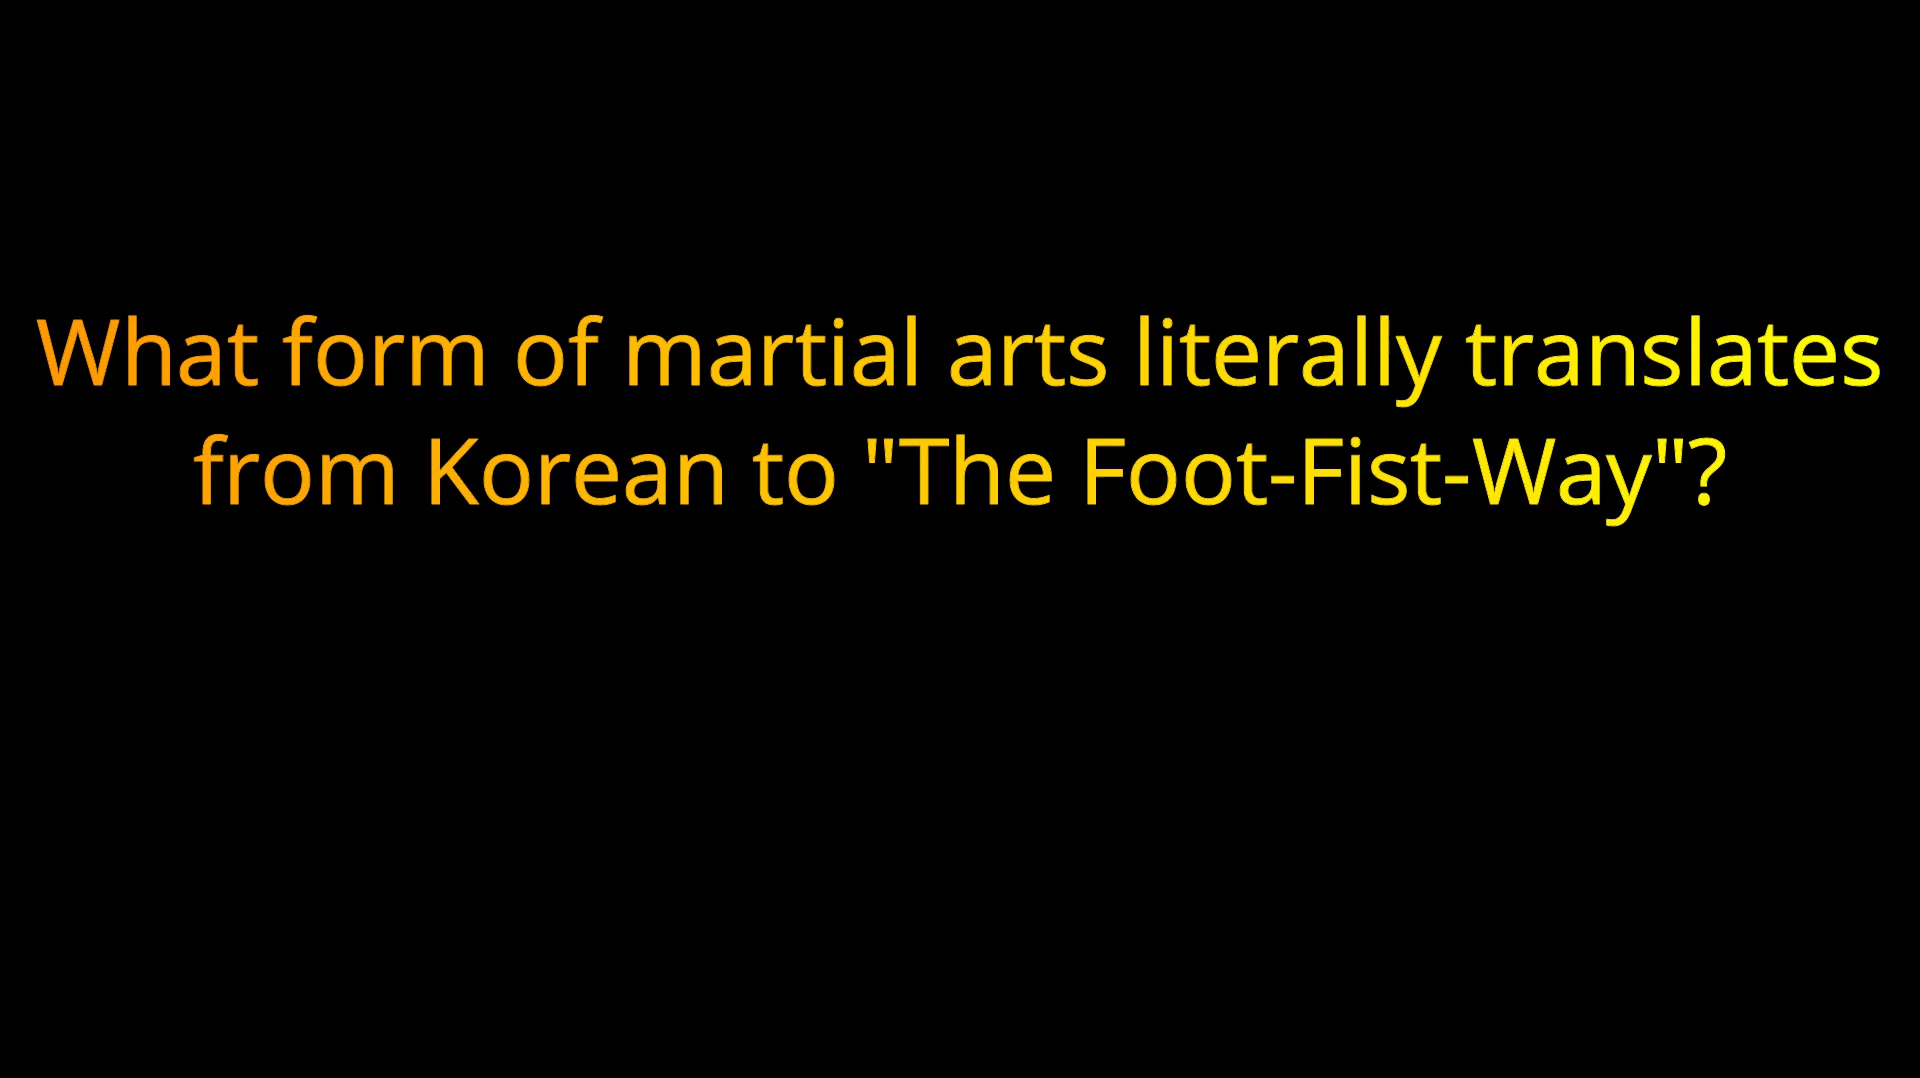 What form of martial arts literally translates
from Korean to "The Foot-Fist-Way"?